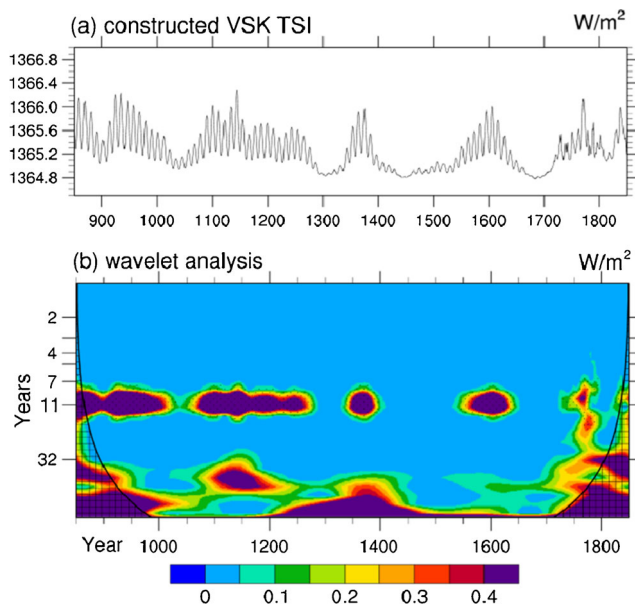 (a) constructed VSK TSI W/m²
1366.8
1366.4
1366.0
1365.6
1365.2
1364.8
900 1000 1100 1200 1300 1400 1500 1600 1700 1800
(b) wavelet analysis W/m²
2
4
7
11
32
Years
Year 1000 1200 1400 1600 1800
0 0.1 0.2 0.3 0.4